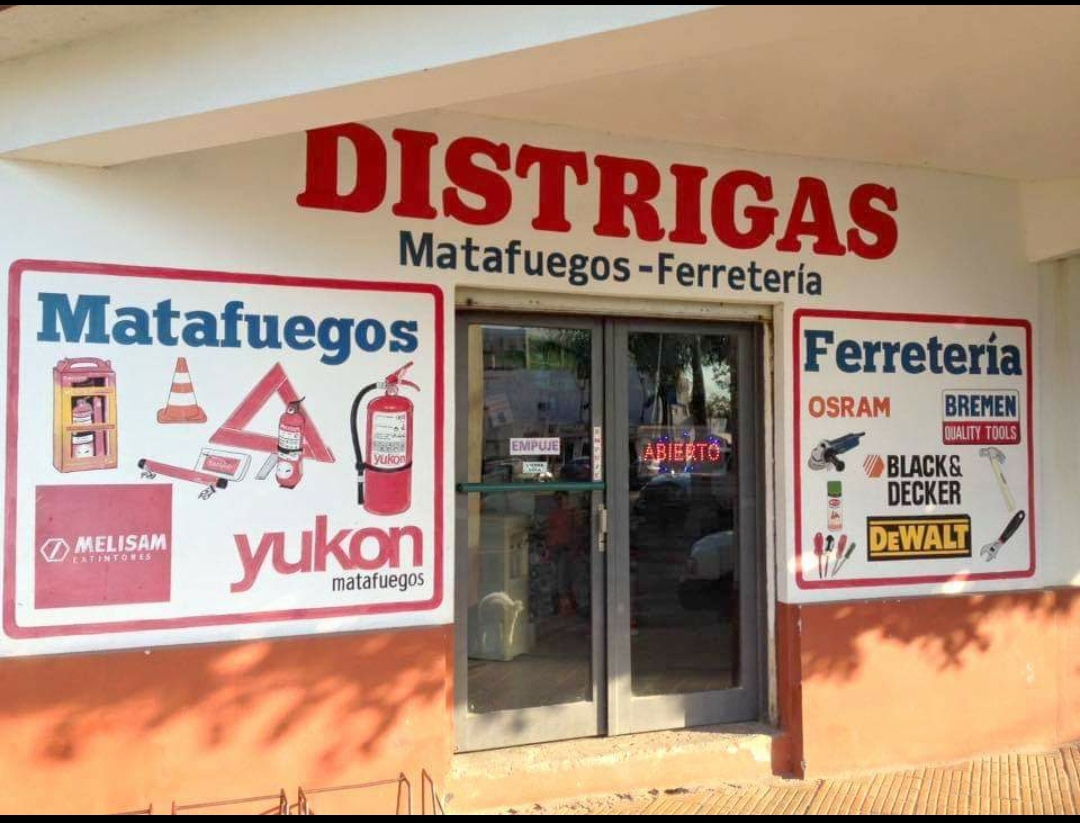 DISTRIGAS
Matafuegos - Ferretería
Matafuegos
yukon
MELISAM
EXTINTORES
yukon
matafuegos
EMPUJE
ABIERTO
Ferretería
OSRAM
BREMEN
QUALITY TOOLS
BLACK &
DECKER
DEWALT